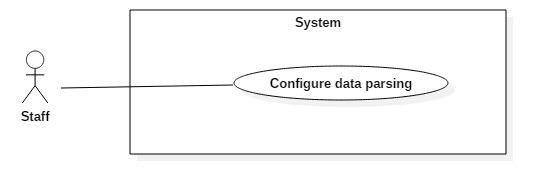 System
Configure data parsing
Staff